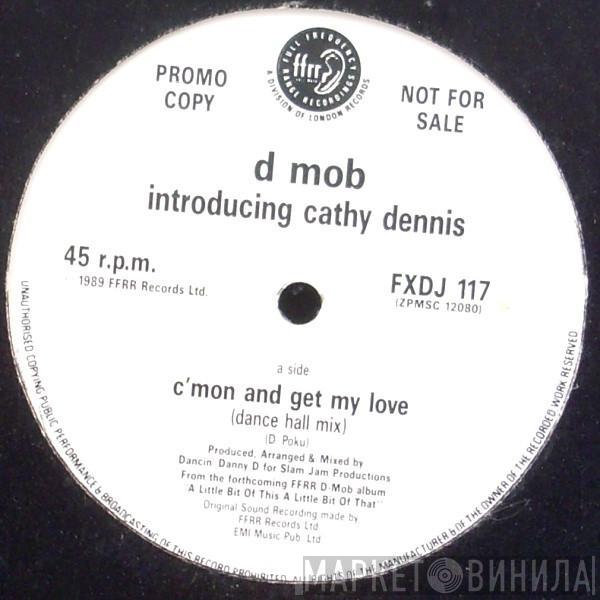 FULL FREQUENCY RANGE RECORDINGS
ffrr
A DIVISION OF LONDON RECORDS
PROMO COPY
NOT FOR SALE
d mob
introducing cathy dennis
45 r.p.m.
1989 FFRR Records Ltd.
FXDJ 117
(ZPMSC 12080)
a side
c'mon and get my love
(dance hall mix)
(D. Poku)
Produced, Arranged & Mixed by
Dancin' Danny D for Slam Jam Productions
From the forthcoming FFRR D-Mob album
"A Little Bit Of This A Little Bit Of That"
Original Sound Recording made by
FFRR Records Ltd
EMI Music Pub. Ltd
UNAUTHORISED COPYING PUBLIC PERFORMANCE & BROADCASTING OF THIS RECORD PROHIBITED. ALL RIGHTS OF THE MANUFACTURER & OF THE OWNER OF THE RECORDED WORK RESERVED
МАРКЕТ ВИНИЛА